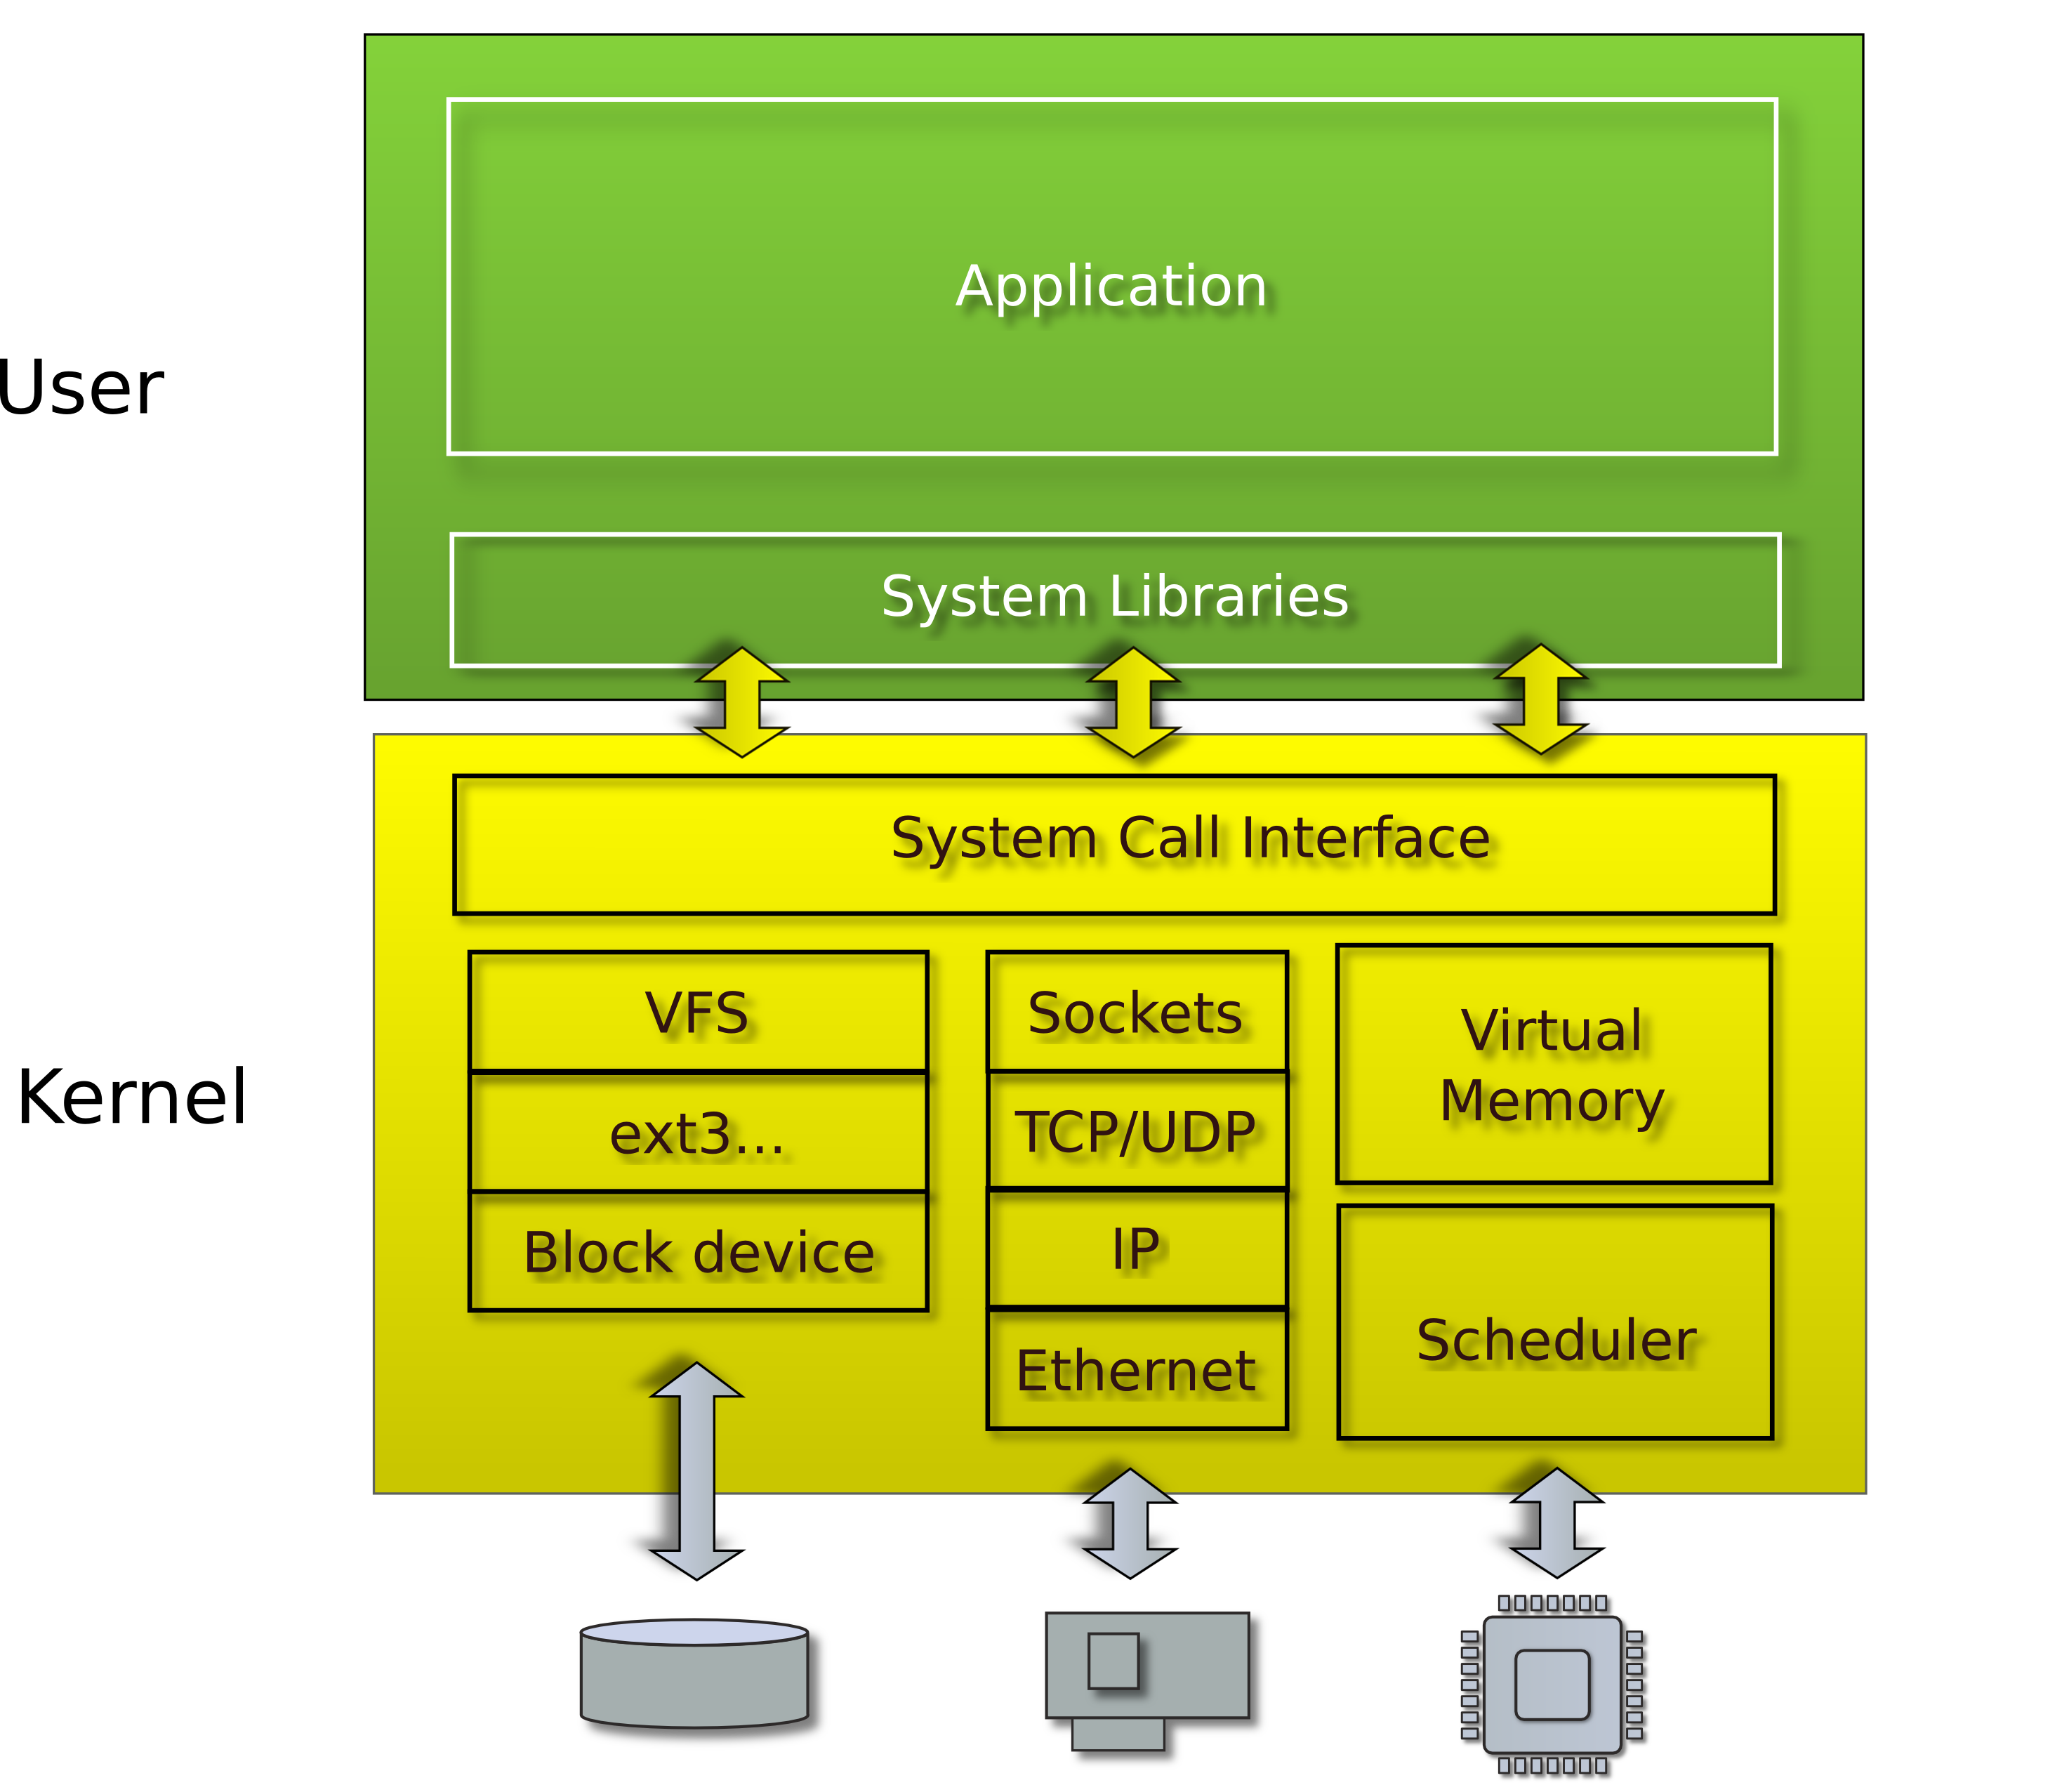 Application
User
System Libraries
System Call Interface
VFS
ext3...
Block device
Sockets
TCP/UDP
IP
Ethernet
Virtual
Memory
Scheduler
Kernel